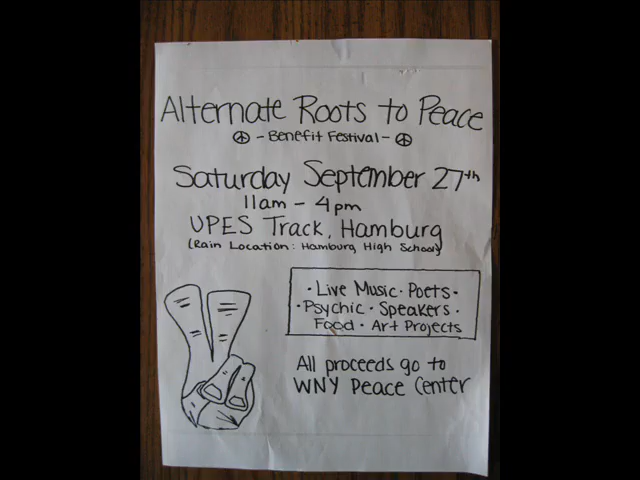 Alternate Roots to Peace
- Benefit Festival -
Saturday September 27th
11am - 4pm
UPES Track, Hamburg
(Rain Location: Hamburg High School)
· Live Music · Poets ·
· Psychic · Speakers ·
Food · Art Projects
All proceeds go to
WNY Peace Center